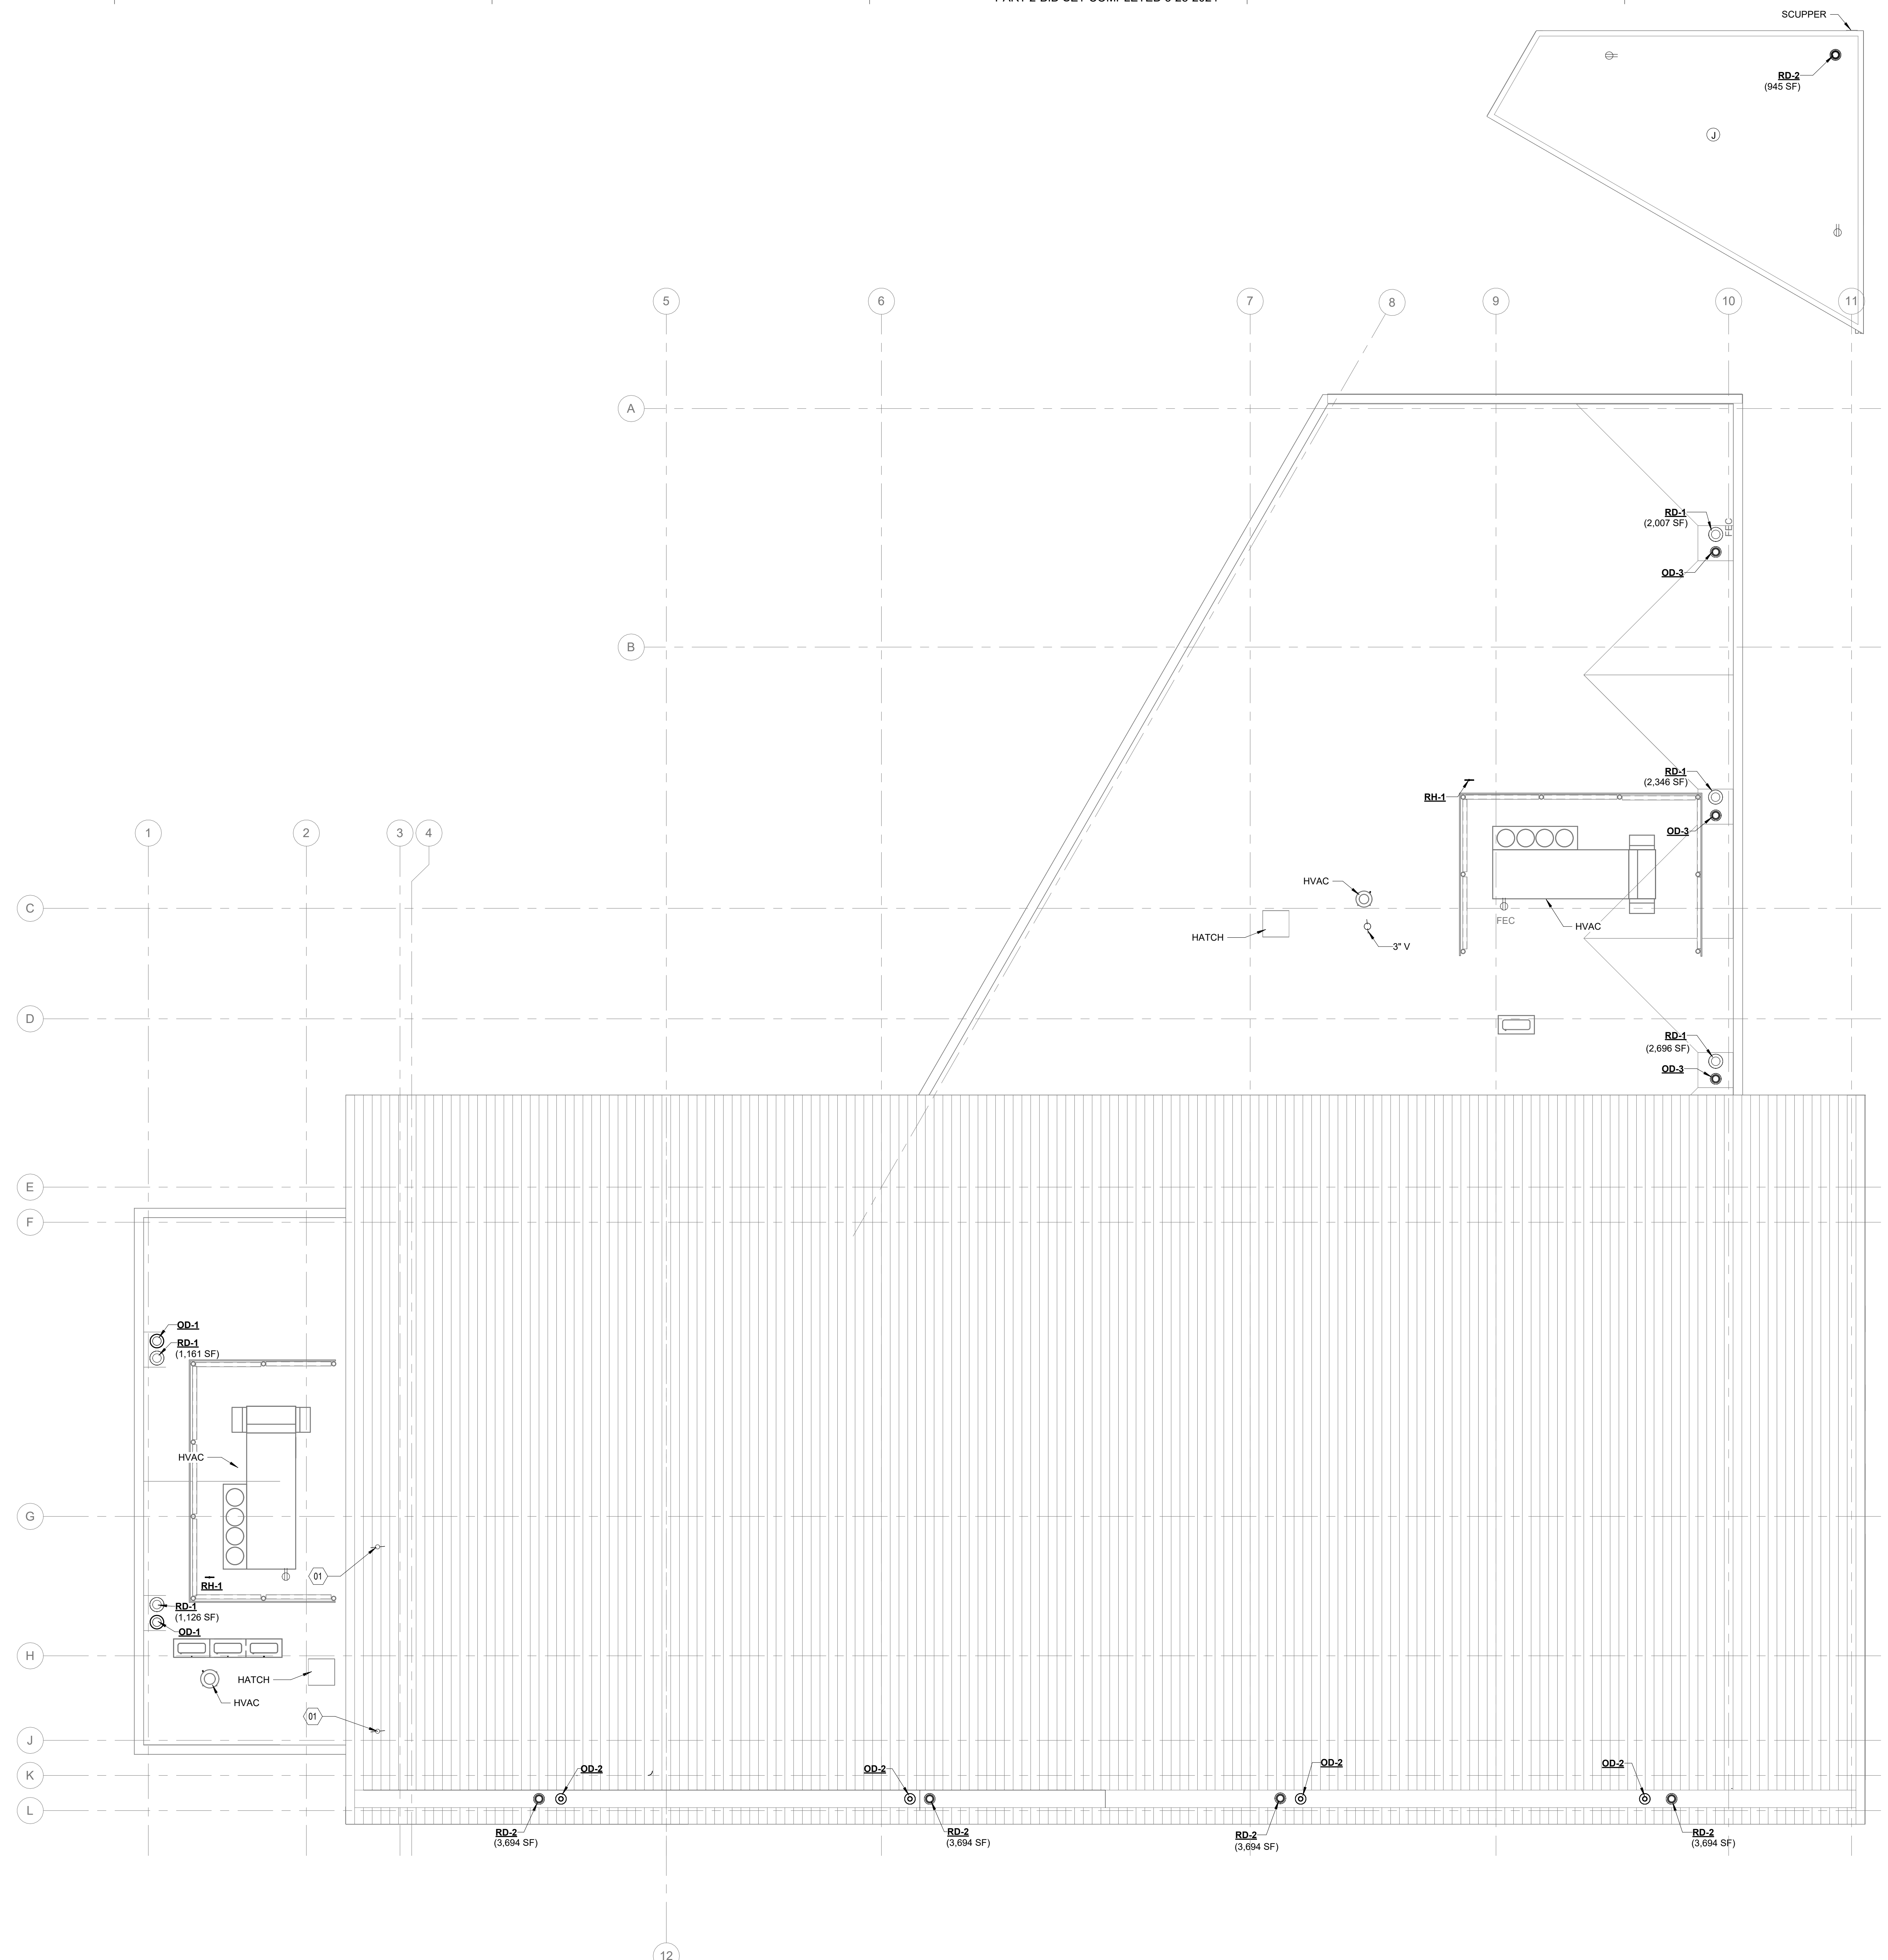 SCUPPER
RD-2
(945 SF)
J
5
6
7
8
9
10
11
A
RD-1
(2,007 SF)
FEC
OD-3
B
RD-1
(2,346 SF)
RH-1
OD-3
1
2
3
4
HVAC
C
FEC
HVAC
HATCH
3" V
D
RD-1
(2,696 SF)
OD-3
E
F
OD-1
RD-1
(1,161 SF)
HVAC
G
01
RH-1
RD-1
(1,126 SF)
OD-1
H
HATCH
HVAC
01
J
K
OD-2
OD-2
OD-2
OD-2
L
RD-2
(3,694 SF)
RD-2
(3,694 SF)
RD-2
(3,694 SF)
RD-2
(3,694 SF)
12